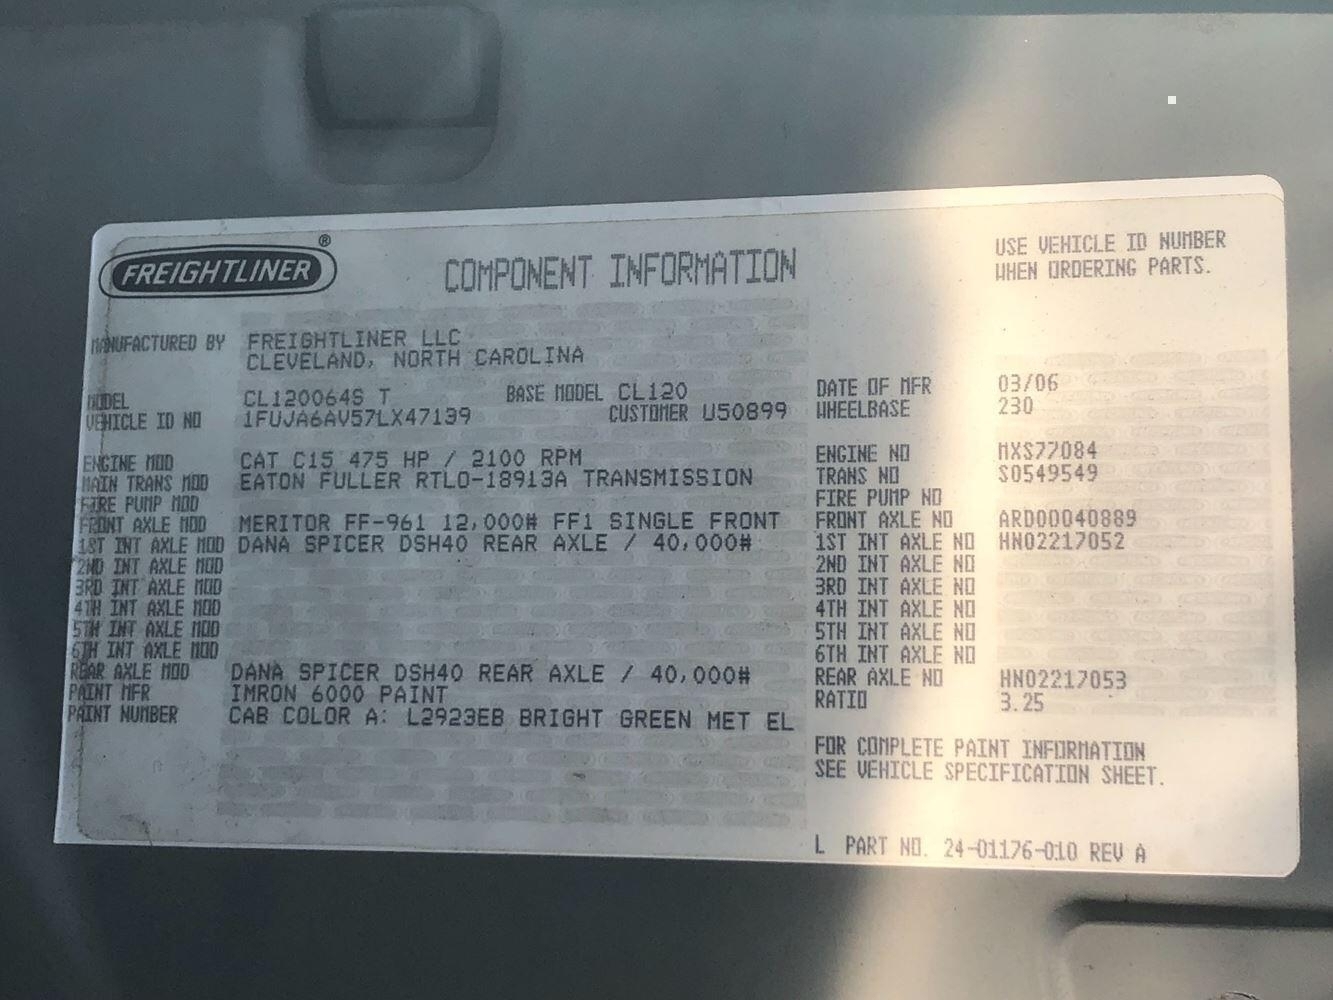 FREIGHTLINER ®
COMPONENT INFORMATION
USE VEHICLE ID NUMBER
WHEN ORDERING PARTS.
MANUFACTURED BY FREIGHTLINER LLC
CLEVELAND, NORTH CAROLINA
MODEL CL120064S T BASE MODEL CL120
VEHICLE ID NO 1FUJA6AV57LX47139 CUSTOMER U50899
ENGINE MOD CAT C15 475 HP / 2100 RPM
MAIN TRANS MOD EATON FULLER RTLO-18913A TRANSMISSION
FIRE PUMP MOD
FRONT AXLE MOD MERITOR FF-961 12,000# FF1 SINGLE FRONT
1ST INT AXLE MOD DANA SPICER DSH40 REAR AXLE / 40,000#
2ND INT AXLE MOD
3RD INT AXLE MOD
4TH INT AXLE MOD
5TH INT AXLE MOD
6TH INT AXLE MOD
REAR AXLE MOD DANA SPICER DSH40 REAR AXLE / 40,000#
PAINT MFR IMRON 6000 PAINT
PAINT NUMBER CAB COLOR A: L2923EB BRIGHT GREEN MET EL
DATE OF MFR 03/06
WHEELBASE 230
ENGINE NO MXS77084
TRANS NO S0549549
FIRE PUMP NO
FRONT AXLE NO ARD00040889
1ST INT AXLE NO HN02217052
2ND INT AXLE NO
3RD INT AXLE NO
4TH INT AXLE NO
5TH INT AXLE NO
6TH INT AXLE NO
REAR AXLE NO HN02217053
RATIO 3.25
FOR COMPLETE PAINT INFORMATION
SEE VEHICLE SPECIFICATION SHEET.
L PART NO. 24-01176-010 REV A